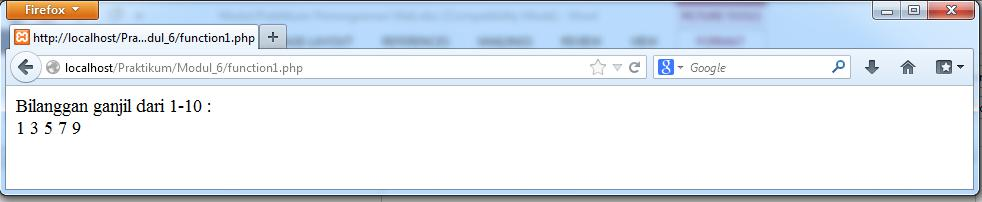 Firefox
http://localhost/Pra...dul_6/function1.php
localhost/Praktikum/Modul_6/function1.php
Google
Bilanggan ganjil dari 1-10 :
1 3 5 7 9